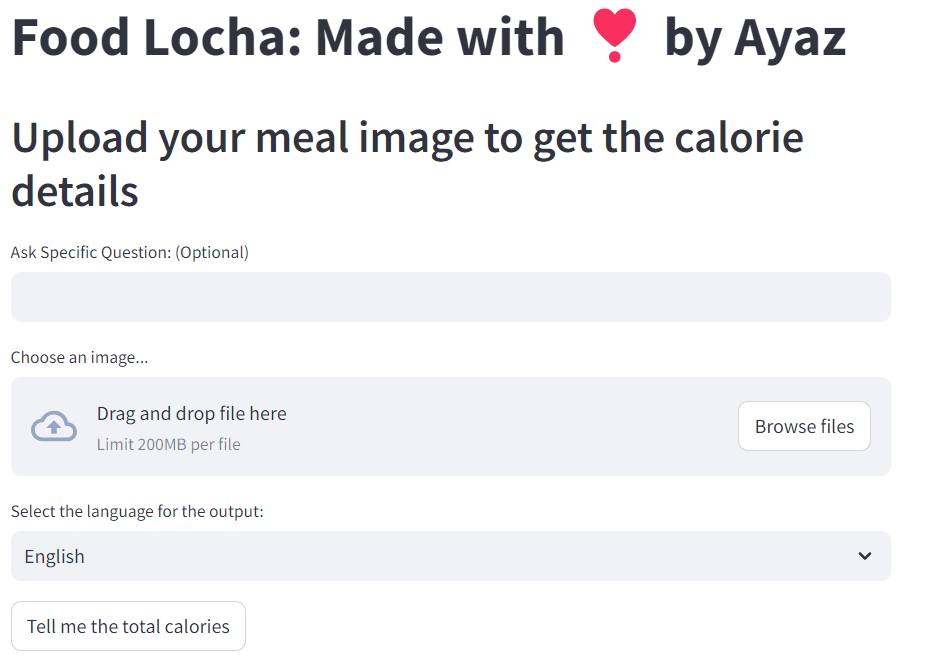 Food Locha: Made with ❣ by Ayaz
Upload your meal image to get the calorie
details
Ask Specific Question: (Optional)
Choose an image...
Drag and drop file here
Limit 200MB per file
Browse files
Select the language for the output:
English
Tell me the total calories